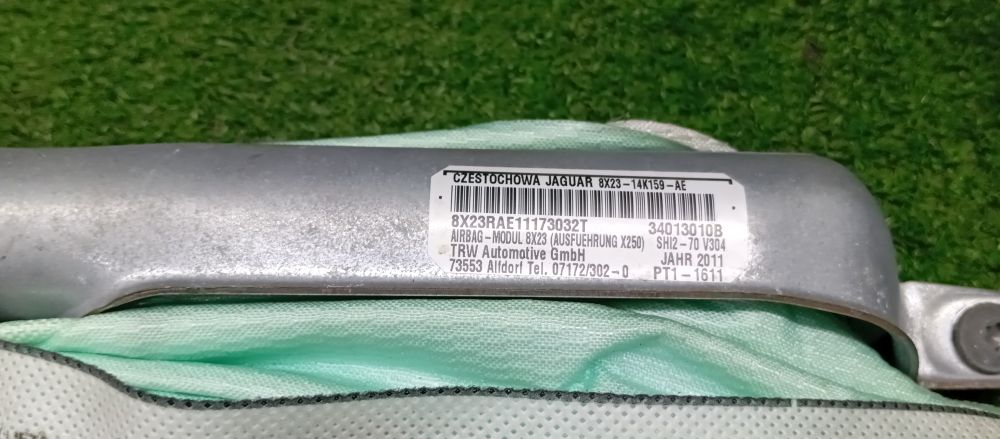 CZESTOCHOWA JAGUAR 8X23-14K159-AE
8X23RAE11173032T 34013010B
AIRBAG-MODUL 8X23 (AUSFUEHRUNG X250) SHI2-70 V304
TRW Automotive GmbH JAHR 2011
73553 Alfdorf Tel. 07172/302-0 PT1-1611